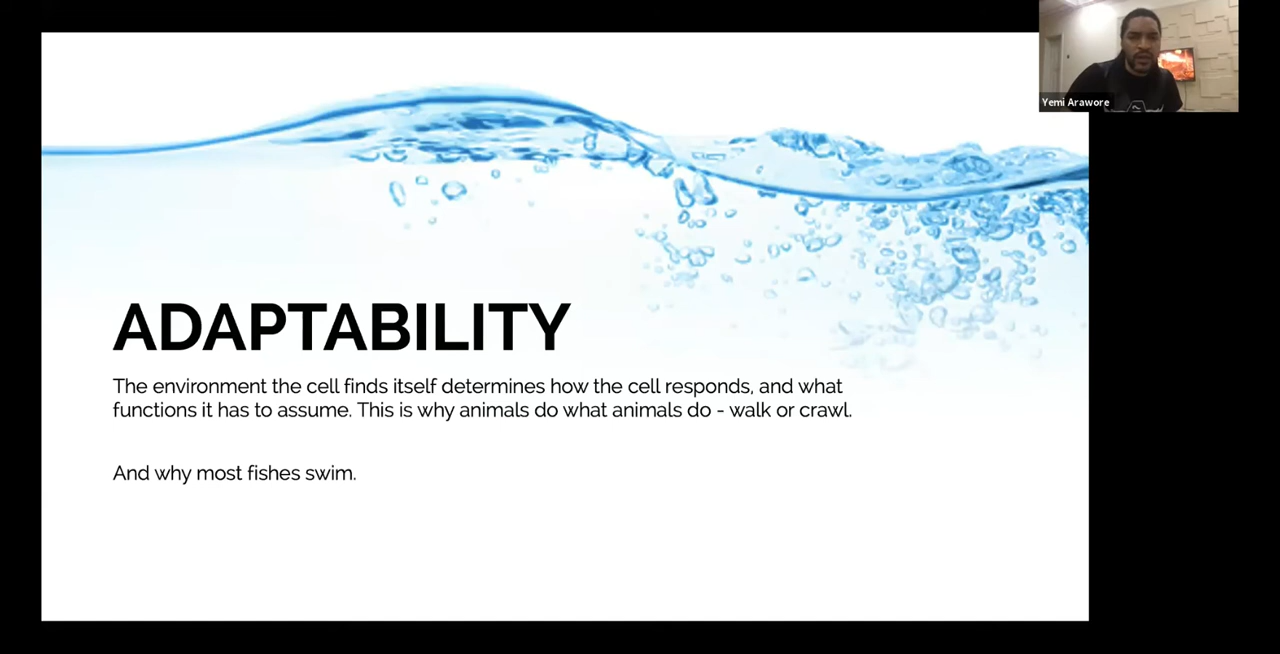 Yemi Arawore
ADAPTABILITY
The environment the cell finds itself determines how the cell responds, and what
functions it has to assume. This is why animals do what animals do - walk or crawl.
And why most fishes swim.